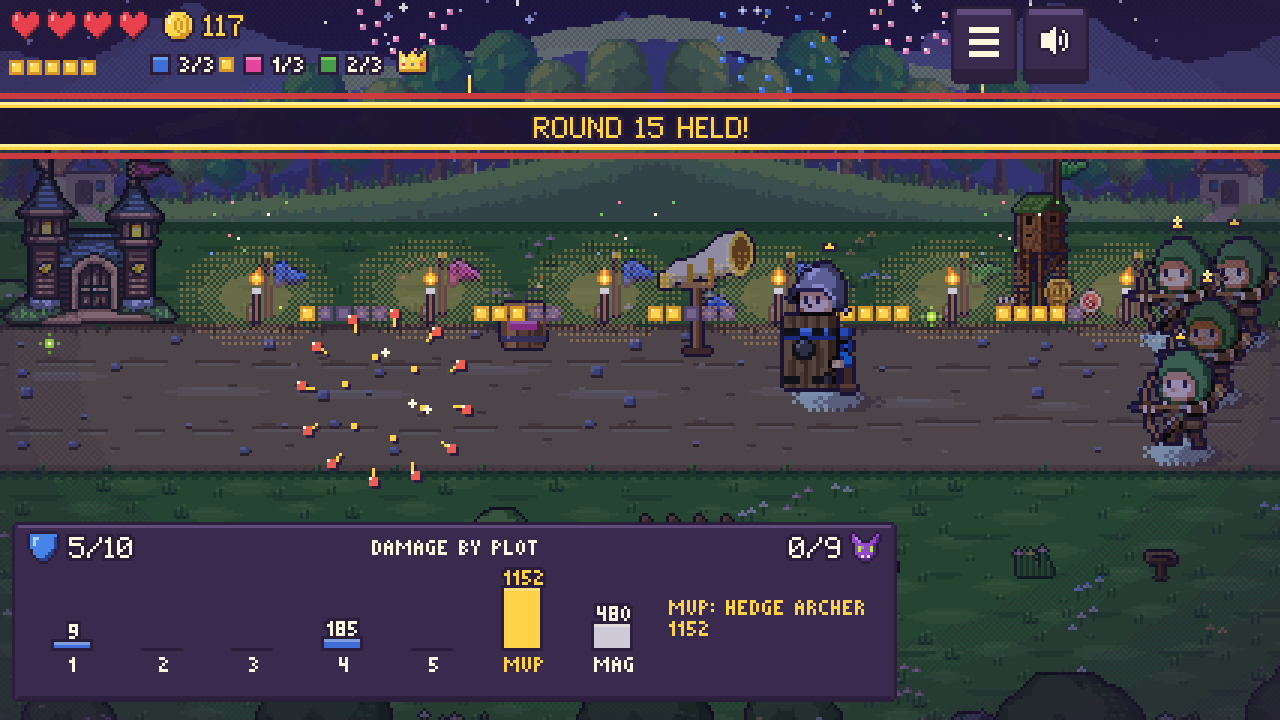 117
3/3 1/3 2/3
ROUND 15 HELD!
5/10 DAMAGE BY PLOT 0/9
1152
9 185 480
MVP: HEDGE ARCHER
1152
1 2 3 4 5 MVP MAG